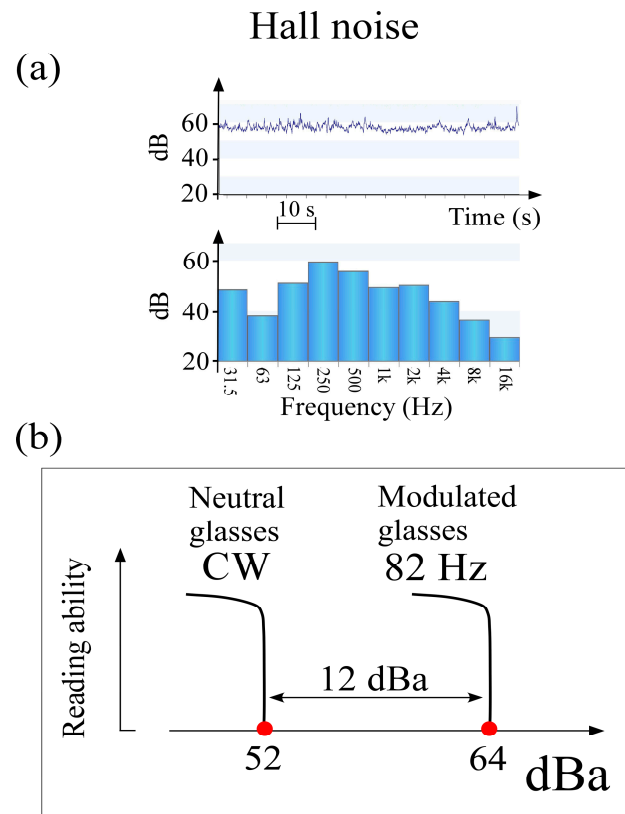 Hall noise
(a)
60
40
20
dB
10 s
Time (s)
60
40
20
dB
31.5 63 125 250 500 1k 2k 4k 8k 16k
Frequency (Hz)
(b)
Neutral
glasses
CW
Modulated
glasses
82 Hz
Reading ability
12 dBa
52
64
dBa